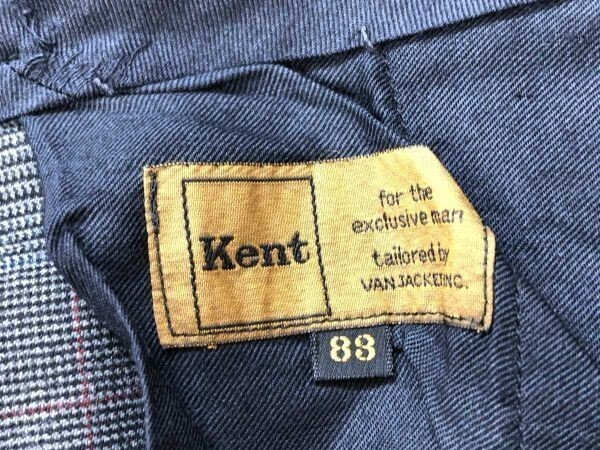 Kent
for the
exclusive man
tailored by
VAN JACKET INC.
83